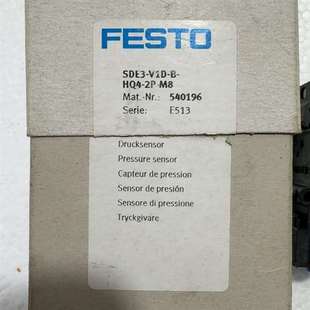 FESTO
SDE3-V1D-B-
HQ4-2P-M8
Mat.-Nr.: 540196
Serie: E513
Drucksensor
Pressure sensor
Capteur de pression
Sensor de presión
Sensore di pressione
Tryckgivare